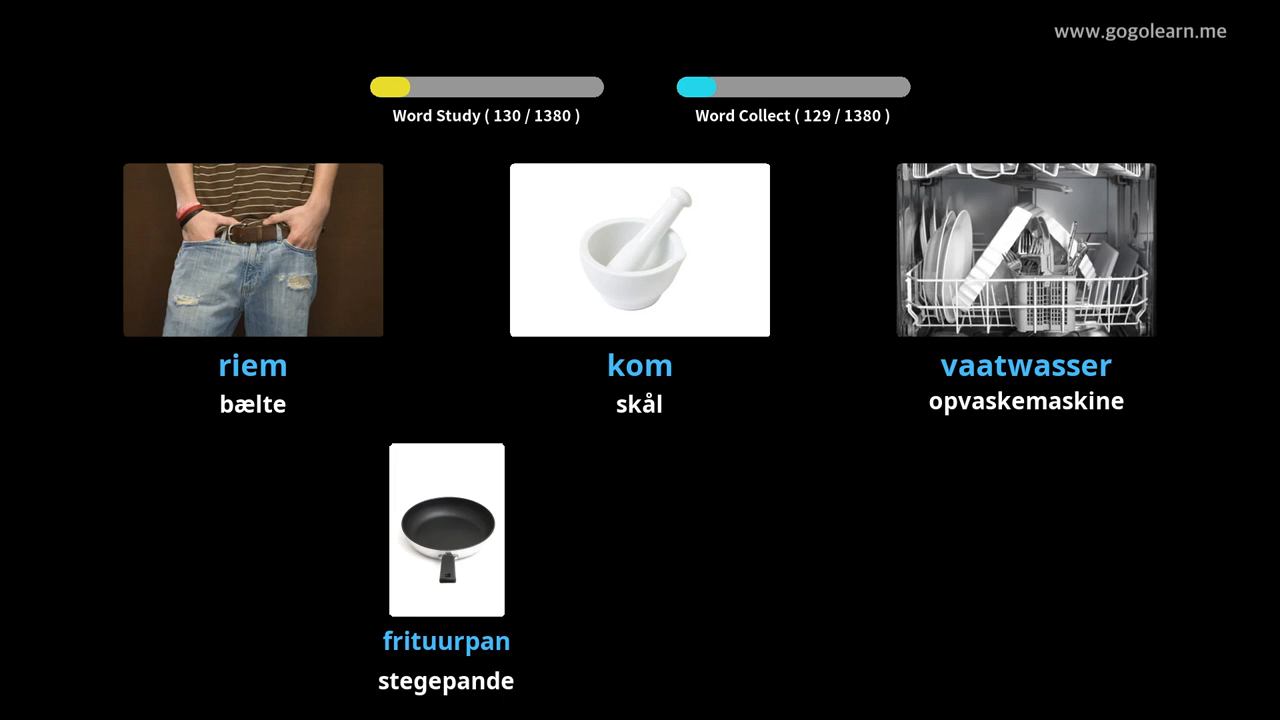 www.gogolearn.me
Word Study ( 130 / 1380 )
Word Collect ( 129 / 1380 )
riem
kom
vaatwasser
bælte
skål
opvaskemaskine
frituurpan
stegepande